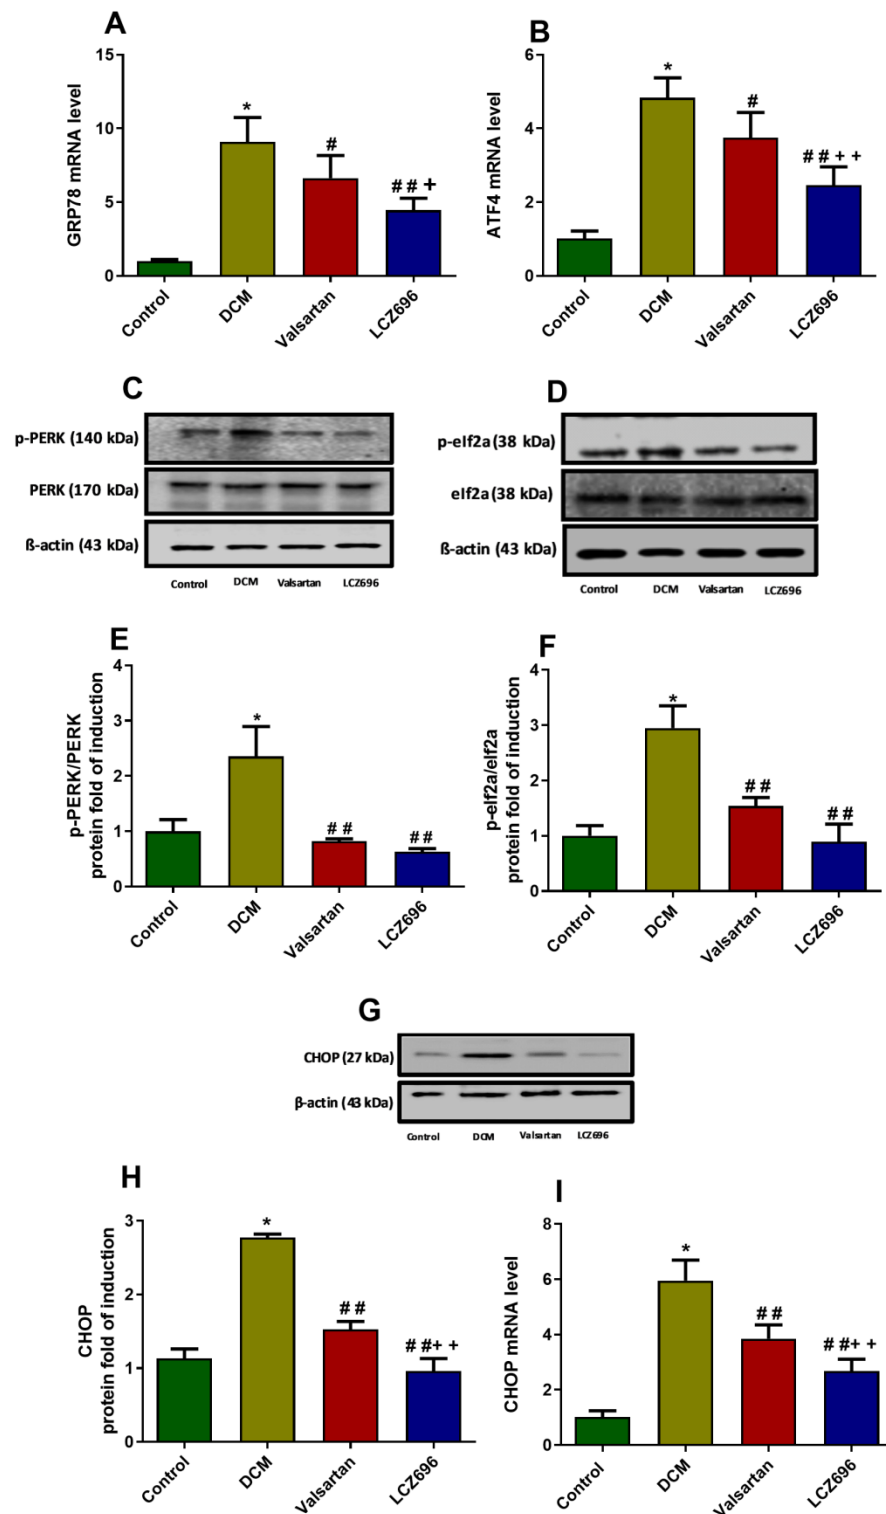 A
GRP78 mRNA level
15
10
5
0
*
#
## +
Control
DCM
Valsartan
LCZ696
B
ATF4 mRNA level
6
4
2
0
*
#
## + +
Control
DCM
Valsartan
LCZ696
C
p-PERK (140 kDa)
PERK (170 kDa)
ß-actin (43 kDa)
Control DCM Valsartan LCZ696
D
p-eIf2a (38 kDa)
eIf2a (38 kDa)
ß-actin (43 kDa)
Control DCM Valsartan LCZ696
E
p-PERK/PERK
protein fold of induction
4
3
2
1
0
*
# #
# #
Control
DCM
Valsartan
LCZ696
F
p-eIf2a/eIf2a
protein fold of induction
4
3
2
1
0
*
# #
# #
Control
DCM
Valsartan
LCZ696
G
CHOP (27 kDa)
β-actin (43 kDa)
Control DCM Valsartan LCZ696
H
CHOP
protein fold of induction
3
2
1
0
*
# #
# #+ +
Control
DCM
Valsartan
LCZ696
I
CHOP mRNA level
8
6
4
2
0
*
# #
# #+ +
Control
DCM
Valsartan
LCZ696